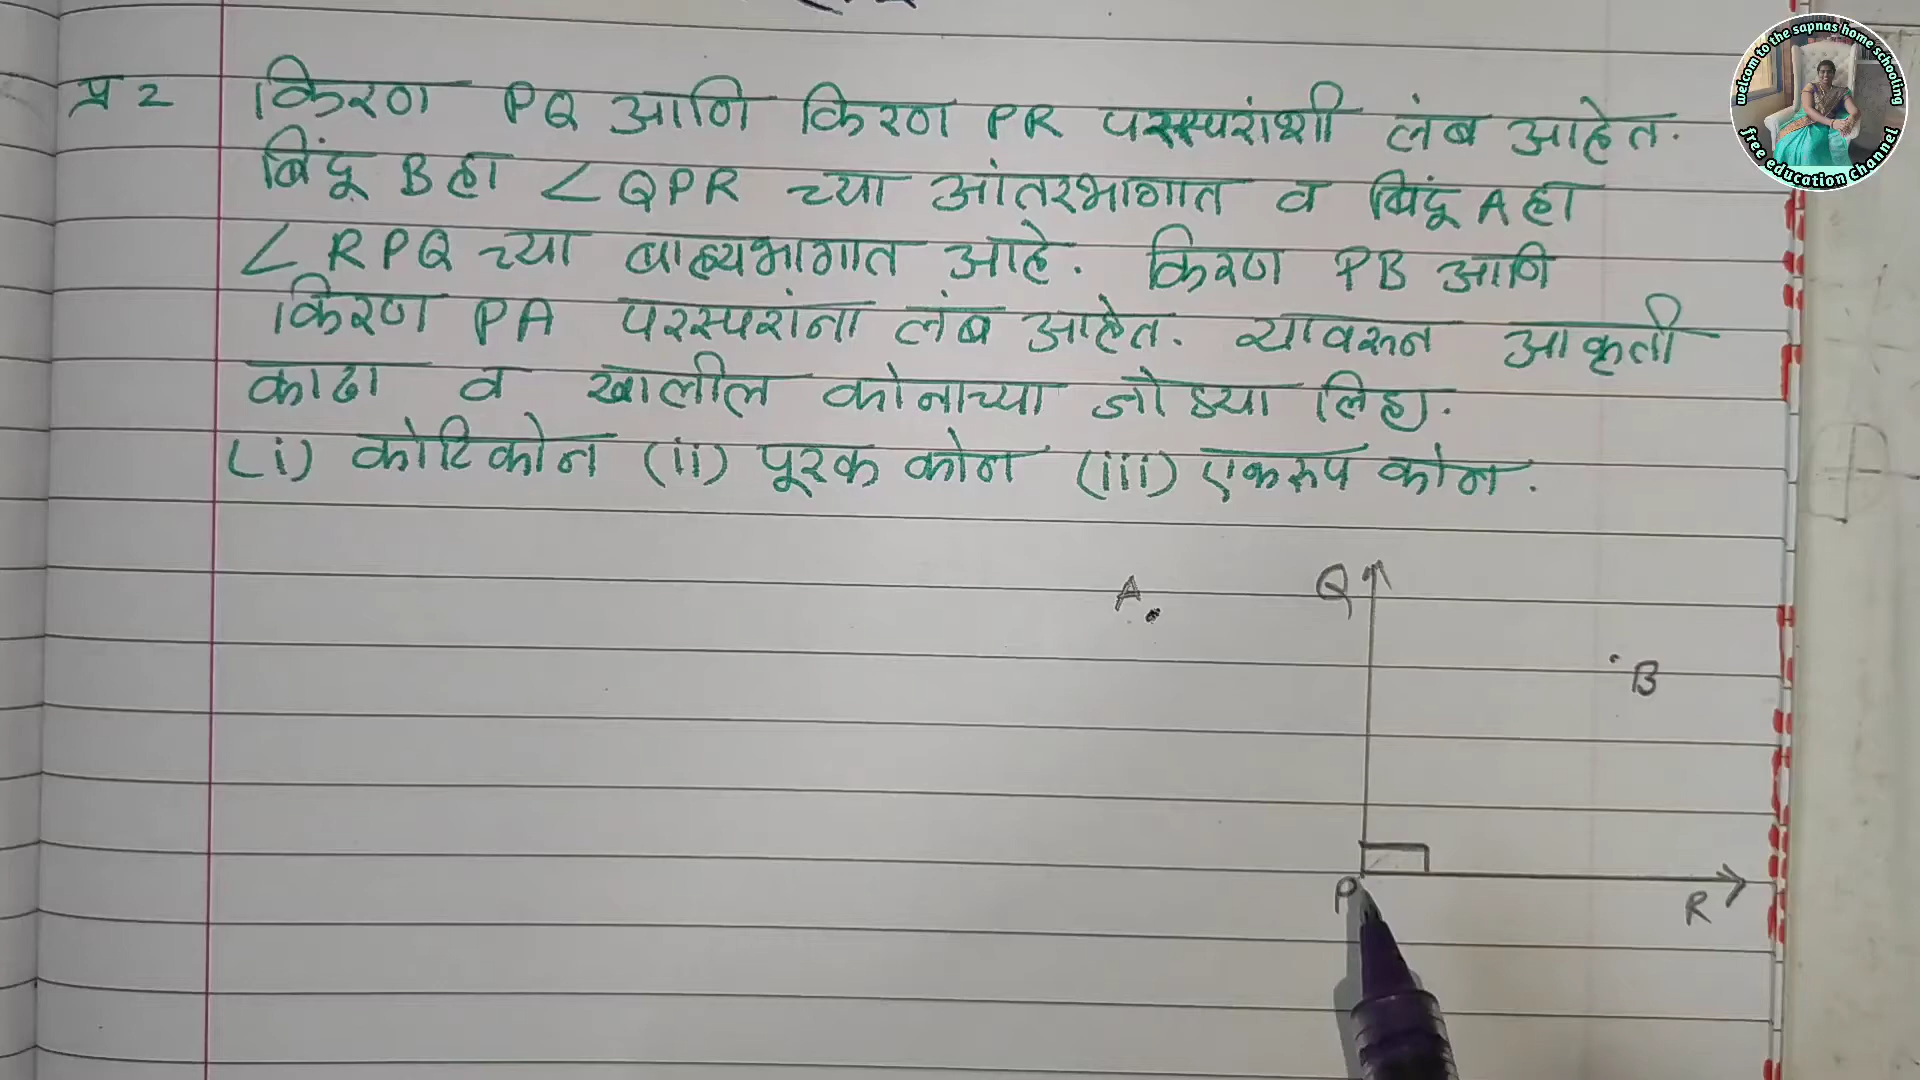 welcom to the sapnas home schooling
free education channel
प्र 2 किरण PQ आणि किरण PR परस्परांशी लंब आहेत.
बिंदू B हा ∠QPR च्या आंतरभागात व बिंदू A हा
∠RPQ च्या बाह्यभागात आहे. किरण PB आणि
किरण PA परस्परांना लंब आहेत. यावरून आकृती
काढा व खालील कोनाच्या जोड्या लिहा.
(i) कोटिकोन (ii) पूरक कोन (iii) एकरूप कोन.
A
Q
B
P
R